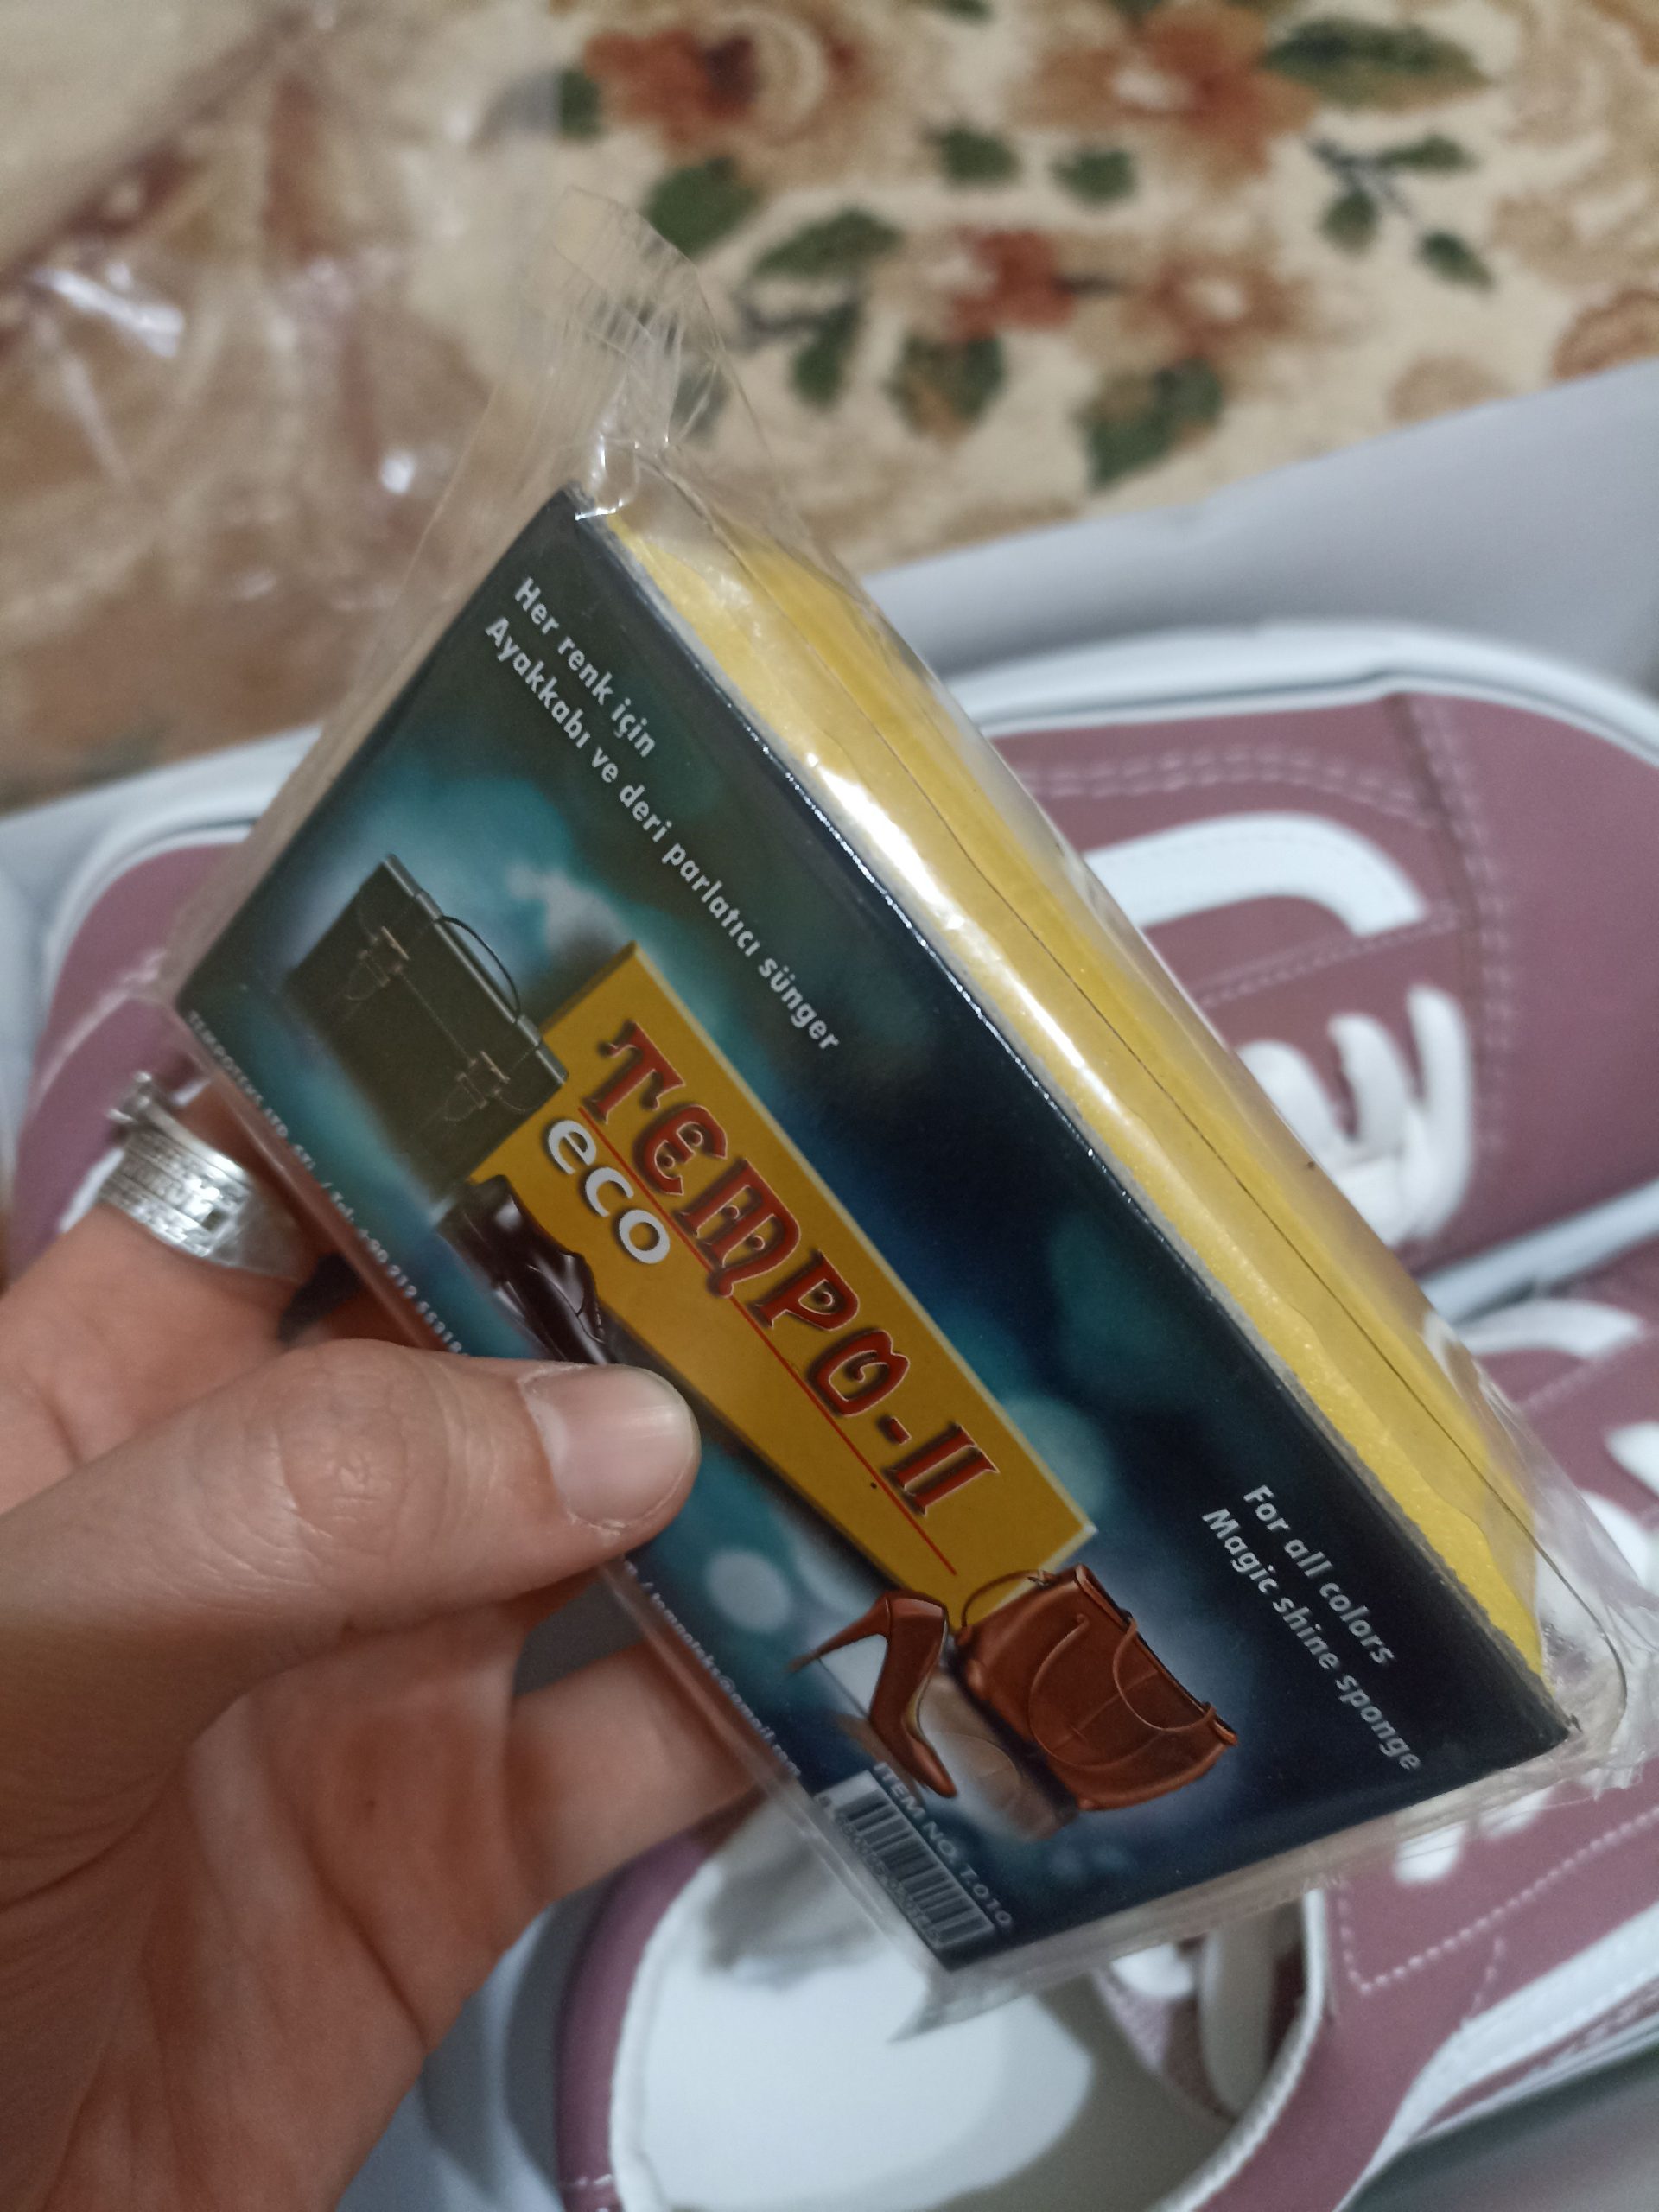 Her renk için
Ayakkabı ve deri parlatıcı sünger
TEMPO-II
eco
For all colors
Magic shine sponge
ITEM NO. T.010